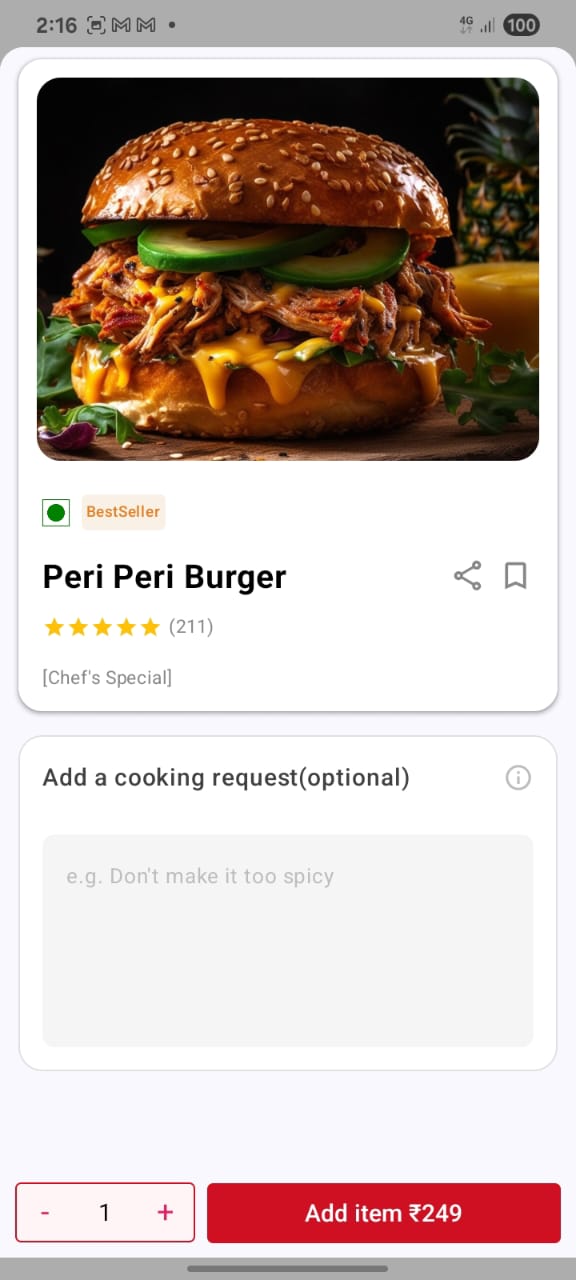 2:16
4G
100
BestSeller
Peri Peri Burger
(211)
[Chef's Special]
Add a cooking request(optional)
e.g. Don't make it too spicy
- 1 +
Add item ₹249